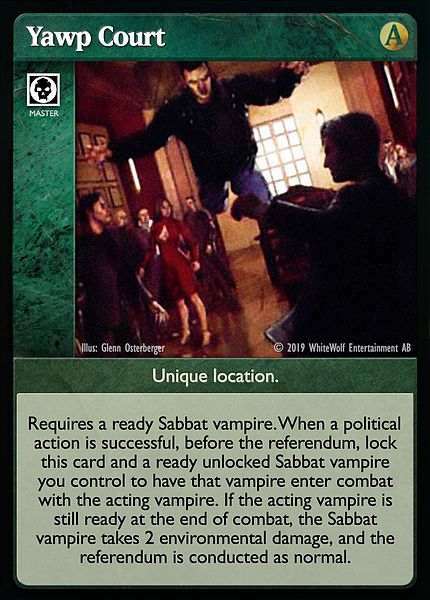 Yawp Court
A
MASTER
Illus: Glenn Osterberger
© 2019 WhiteWolf Entertainment AB
Unique location.
Requires a ready Sabbat vampire.When a political
action is successful, before the referendum, lock
this card and a ready unlocked Sabbat vampire
you control to have that vampire enter combat
with the acting vampire. If the acting vampire is
still ready at the end of combat, the Sabbat
vampire takes 2 environmental damage, and the
referendum is conducted as normal.